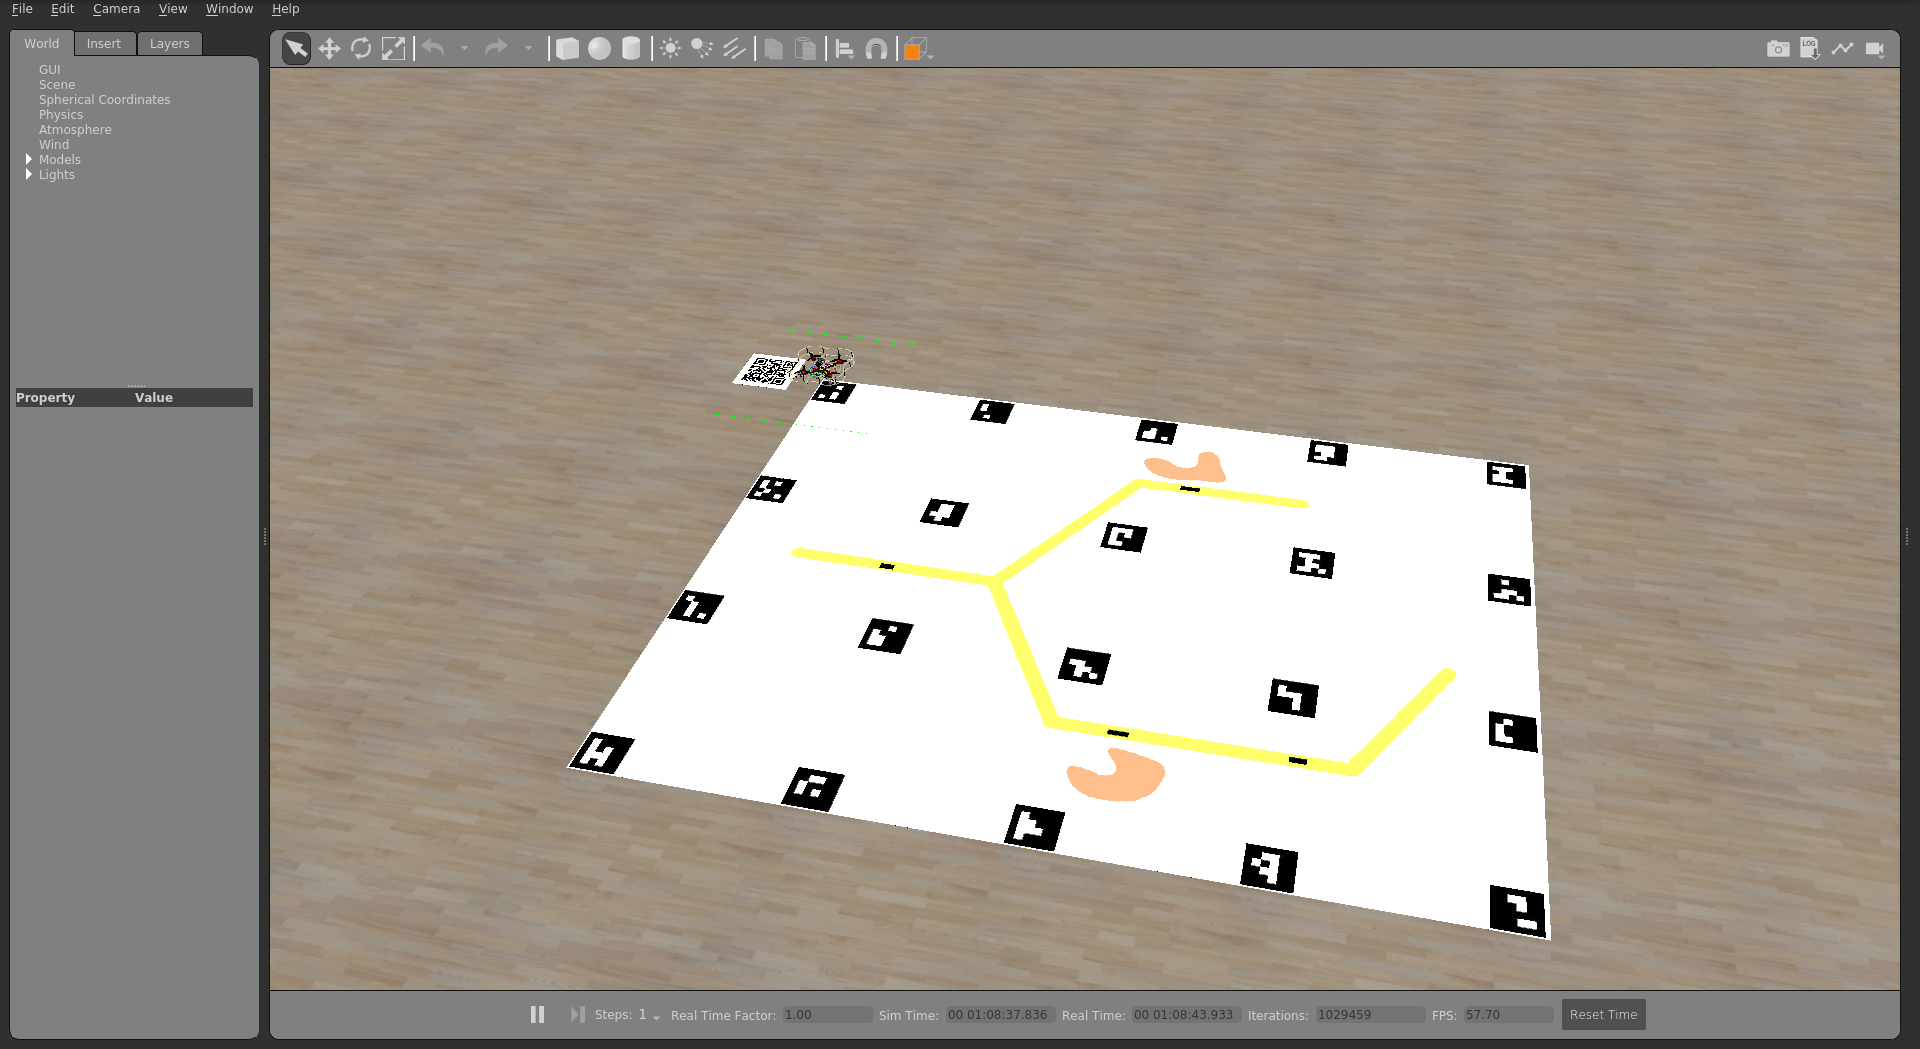 File Edit Camera View Window Help
World Insert Layers
LOG
GUI
Scene
Spherical Coordinates
Physics
Atmosphere
Wind
Models
Lights
Property Value
Steps: 1 Real Time Factor: 1.00 Sim Time: 00 01:08:37.836 Real Time: 00 01:08:43.933 Iterations: 1029459 FPS: 57.70 Reset Time